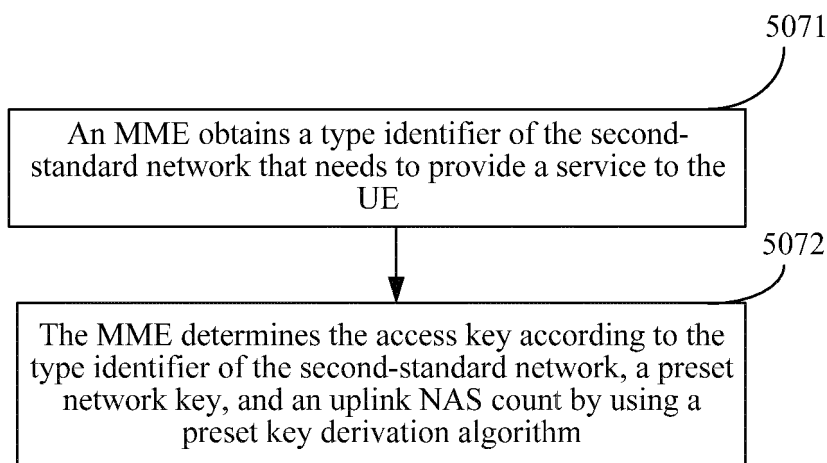 5071
An MME obtains a type identifier of the second-
standard network that needs to provide a service to the
UE
5072
The MME determines the access key according to the
type identifier of the second-standard network, a preset
network key, and an uplink NAS count by using a
preset key derivation algorithm